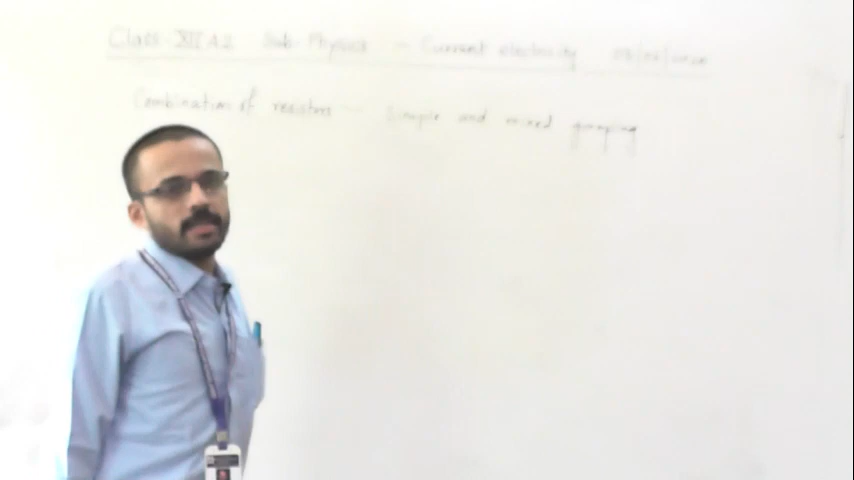 Class XII A2 Sub- Physics - Current electricity
Combination of resistors - Simple and mixed grouping